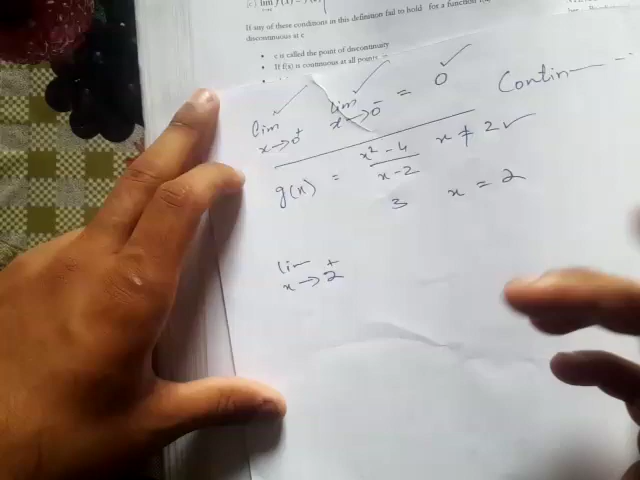 If any of these conditions in this definition fail to hold for a function
discontinuous at c
• c is called the point of discontinuity
• If f(x) is continuous at all points
lim x→0⁺ lim x→0⁻ = 0 Contin
g(x) = x² - 4 / x - 2 x ≠ 2
3 x = 2
lim x→2⁺